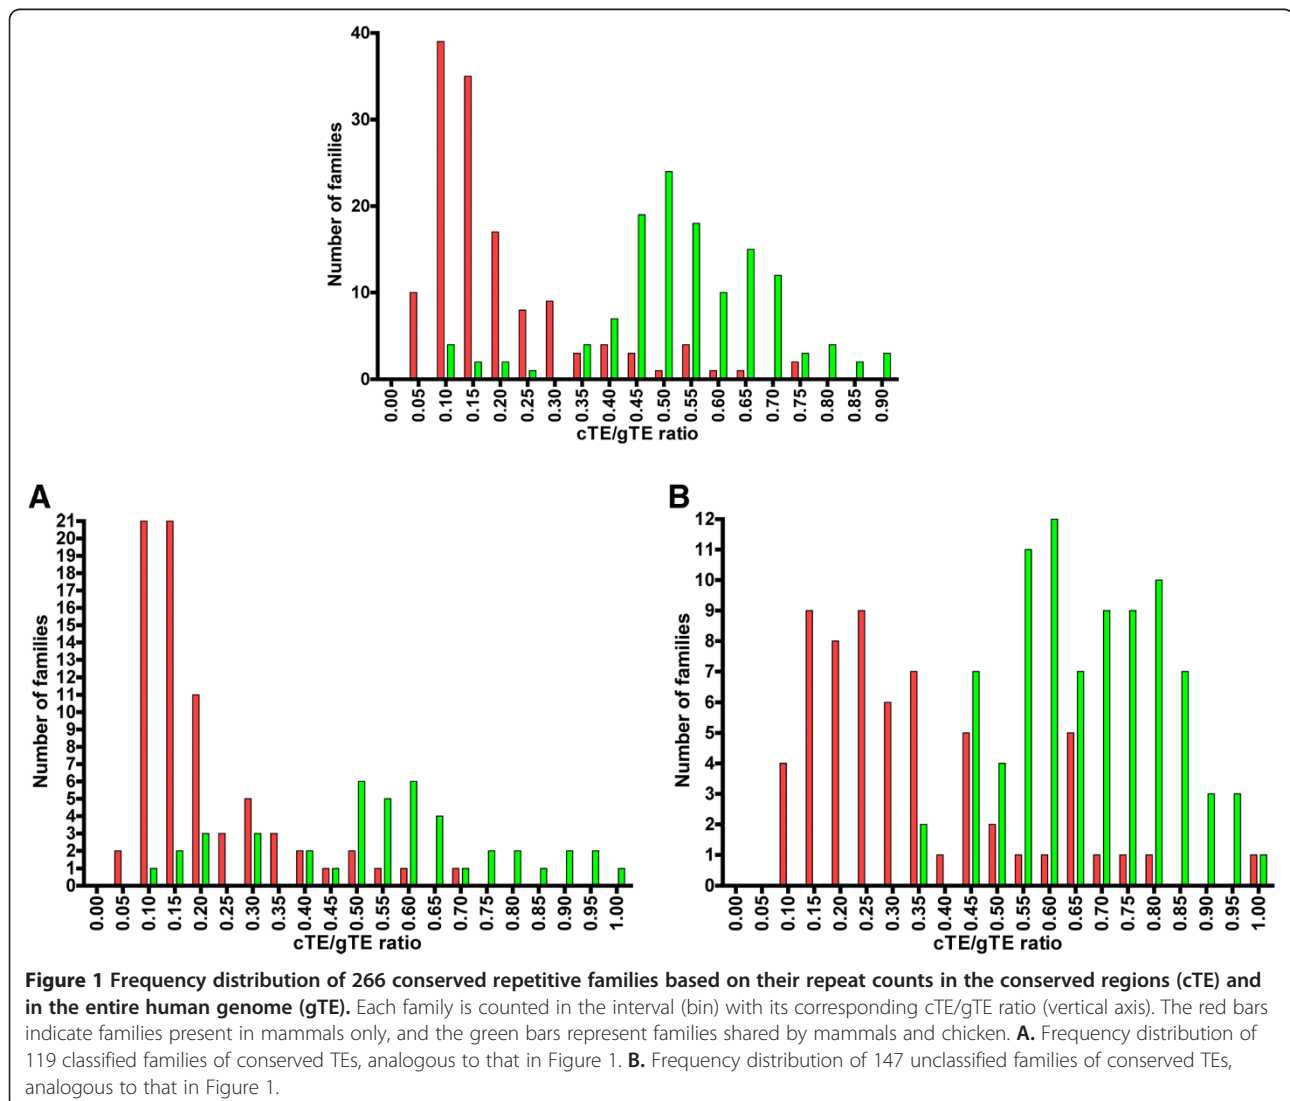 40
30
20
10
0
Number of families
0.00 0.05 0.10 0.15 0.20 0.25 0.30 0.35 0.40 0.45 0.50 0.55 0.60 0.65 0.70 0.75 0.80 0.85 0.90
cTE/gTE ratio
A
21
20
19
18
17
16
15
14
13
12
11
10
9
8
7
6
5
4
3
2
1
0
Number of families
0.00 0.05 0.10 0.15 0.20 0.25 0.30 0.35 0.40 0.45 0.50 0.55 0.60 0.65 0.70 0.75 0.80 0.85 0.90 0.95 1.00
cTE/gTE ratio
B
12
11
10
9
8
7
6
5
4
3
2
1
0
Number of families
0.00 0.05 0.10 0.15 0.20 0.25 0.30 0.35 0.40 0.45 0.50 0.55 0.60 0.65 0.70 0.75 0.80 0.85 0.90 0.95 1.00
cTE/gTE ratio
Figure 1 Frequency distribution of 266 conserved repetitive families based on their repeat counts in the conserved regions (cTE) and
in the entire human genome (gTE). Each family is counted in the interval (bin) with its corresponding cTE/gTE ratio (vertical axis). The red bars
indicate families present in mammals only, and the green bars represent families shared by mammals and chicken. A. Frequency distribution of
119 classified families of conserved TEs, analogous to that in Figure 1. B. Frequency distribution of 147 unclassified families of conserved TEs,
analogous to that in Figure 1.